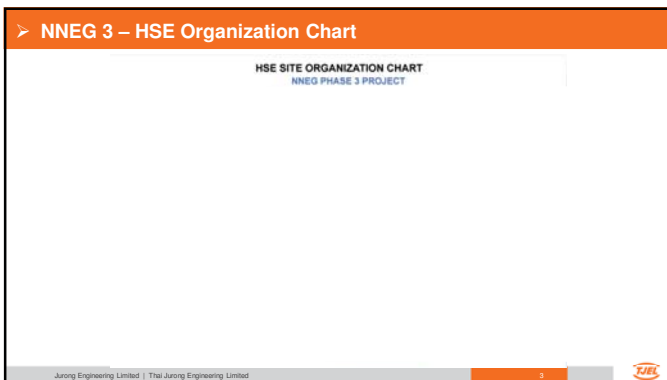 ➢ NNEG 3 – HSE Organization Chart
HSE SITE ORGANIZATION CHART
NNEG PHASE 3 PROJECT
Jurong Engineering Limited | Thai Jurong Engineering Limited
3
TJEL